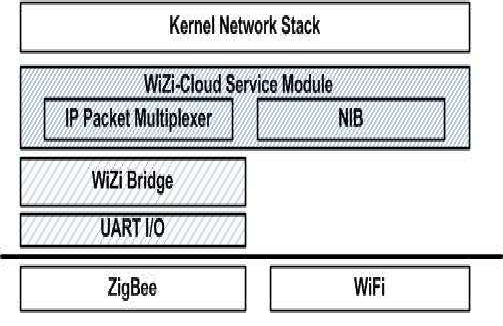 Kernel Network Stack
WiZi-Cloud Service Module
IP Packet Multiplexer
NIB
WiZi Bridge
UART I/O
ZigBee
WiFi